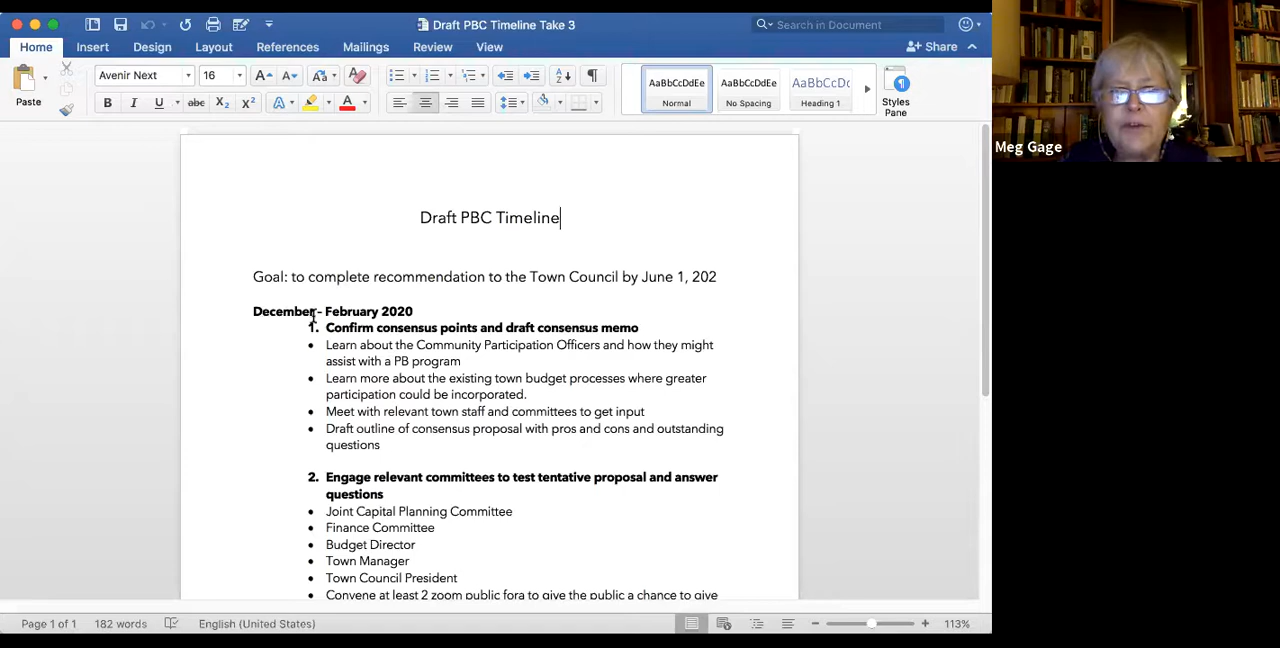 Draft PBC Timeline Take 3
Search in Document
Home Insert Design Layout References Mailings Review View
Share
Paste
Avenir Next
16
AaBbCcDdEe AaBbCcDdEe AaBbCcDc
Normal No Spacing Heading 1
Styles
Pane
Meg Gage
Draft PBC Timeline
Goal: to complete recommendation to the Town Council by June 1, 202
December - February 2020
1. Confirm consensus points and draft consensus memo
• Learn about the Community Participation Officers and how they might
assist with a PB program
• Learn more about the existing town budget processes where greater
participation could be incorporated.
• Meet with relevant town staff and committees to get input
• Draft outline of consensus proposal with pros and cons and outstanding
questions
2. Engage relevant committees to test tentative proposal and answer
questions
• Joint Capital Planning Committee
• Finance Committee
• Budget Director
• Town Manager
• Town Council President
• Convene at least 2 zoom public fora to give the public a chance to give
Page 1 of 1 182 words English (United States) 113%